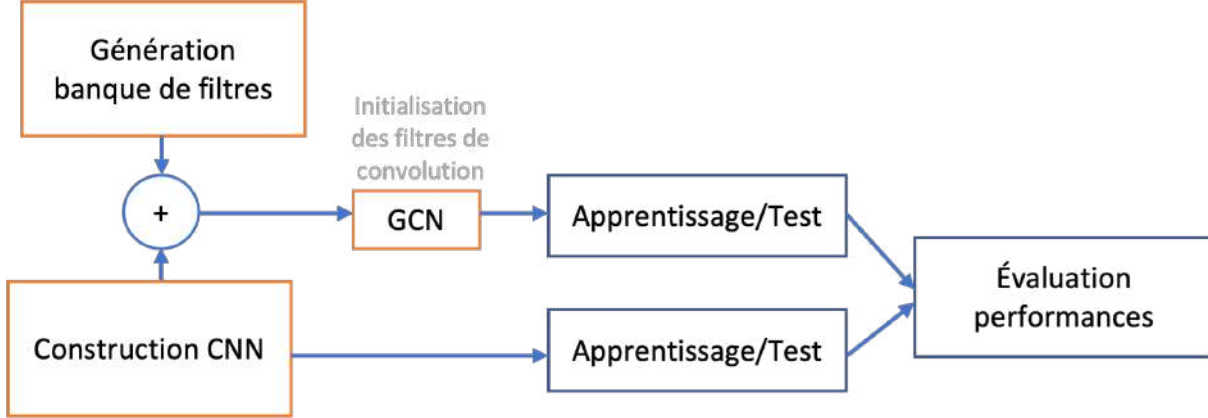 Génération
banque de filtres
Initialisation
des filtres de
convolution
+
GCN
Apprentissage/Test
Évaluation
performances
Construction CNN
Apprentissage/Test